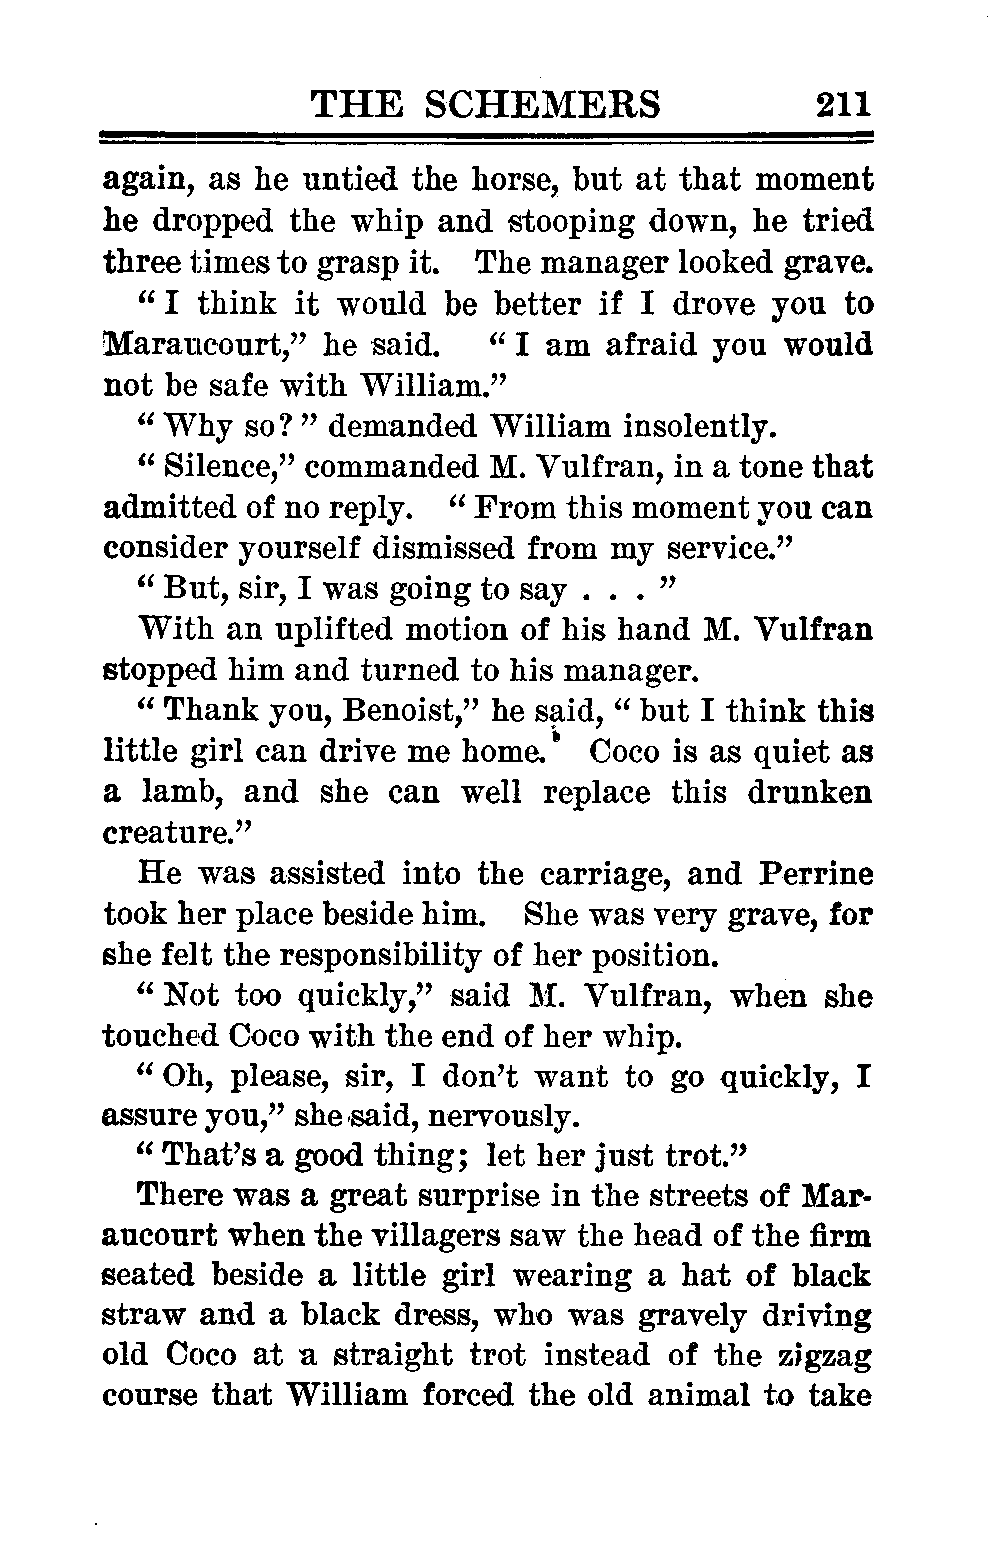 THE SCHEMERS 211
again, as he untied the horse, but at that moment
he dropped the whip and stooping down, he tried
three times to grasp it. The manager looked grave.
“I think it would be better if I drove you to
Maraucourt,” he said. “I am afraid you would
not be safe with William.”
“Why so?” demanded William insolently.
“Silence,” commanded M. Vulfran, in a tone that
admitted of no reply. “From this moment you can
consider yourself dismissed from my service.”
“But, sir, I was going to say . . . ”
With an uplifted motion of his hand M. Vulfran
stopped him and turned to his manager.
“Thank you, Benoist,” he said, “but I think this
little girl can drive me home. Coco is as quiet as
a lamb, and she can well replace this drunken
creature.”
He was assisted into the carriage, and Perrine
took her place beside him. She was very grave, for
she felt the responsibility of her position.
“Not too quickly,” said M. Vulfran, when she
touched Coco with the end of her whip.
“Oh, please, sir, I don’t want to go quickly, I
assure you,” she said, nervously.
“That’s a good thing; let her just trot.”
There was a great surprise in the streets of Mar-
aucourt when the villagers saw the head of the firm
seated beside a little girl wearing a hat of black
straw and a black dress, who was gravely driving
old Coco at a straight trot instead of the zigzag
course that William forced the old animal to take